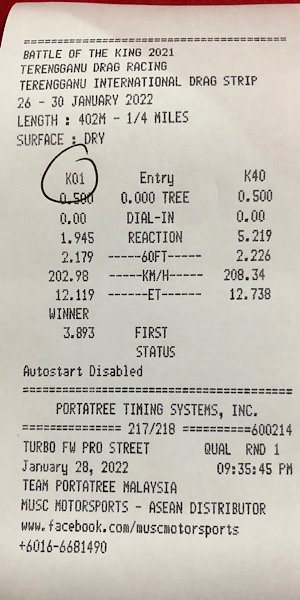 ==========================================
BATTLE OF THE KING 2021
TERENGGANU DRAG RACING
TERENGGANU INTERNATIONAL DRAG STRIP
26 - 30 JANUARY 2022
LENGTH : 402M - 1/4 MILES
SURFACE : DRY
K01 Entry K40
0.500 0.000 TREE 0.500
0.00 DIAL-IN 0.00
1.945 REACTION 5.219
2.179 -----60FT----- 2.226
202.98 -----KM/H----- 208.34
12.119 ------ET------ 12.738
WINNER
3.893 FIRST
STATUS
Autostart Disabled
==========================================
PORTATREE TIMING SYSTEMS, INC.
=============== 217/218 ==========600214
TURBO FW PRO STREET QUAL RND 1
January 28, 2022 09:35:45 PM
TEAM PORTATREE MALAYSIA
MUSC MOTORSPORTS - ASEAN DISTRIBUTOR
www.facebook.com/muscmotorsports
+6016-6681490